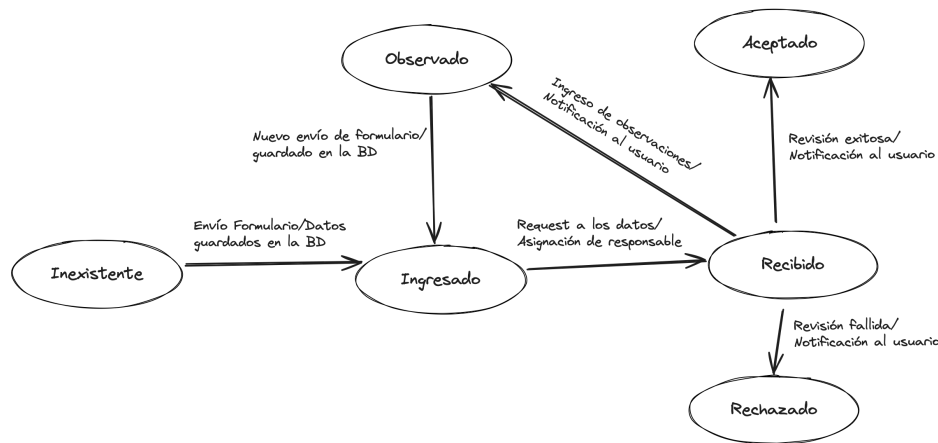 Observado
Aceptado
Ingreso de observaciones/
Notificación al usuario
Nuevo envío de formulario/
guardado en la BD
Revisión exitosa/
Notificación al usuario
Envío Formulario/Datos
guardados en la BD
Request a los datos/
Asignación de responsable
Inexistente
Ingresado
Recibido
Revisión fallida/
Notificación al usuario
Rechazado